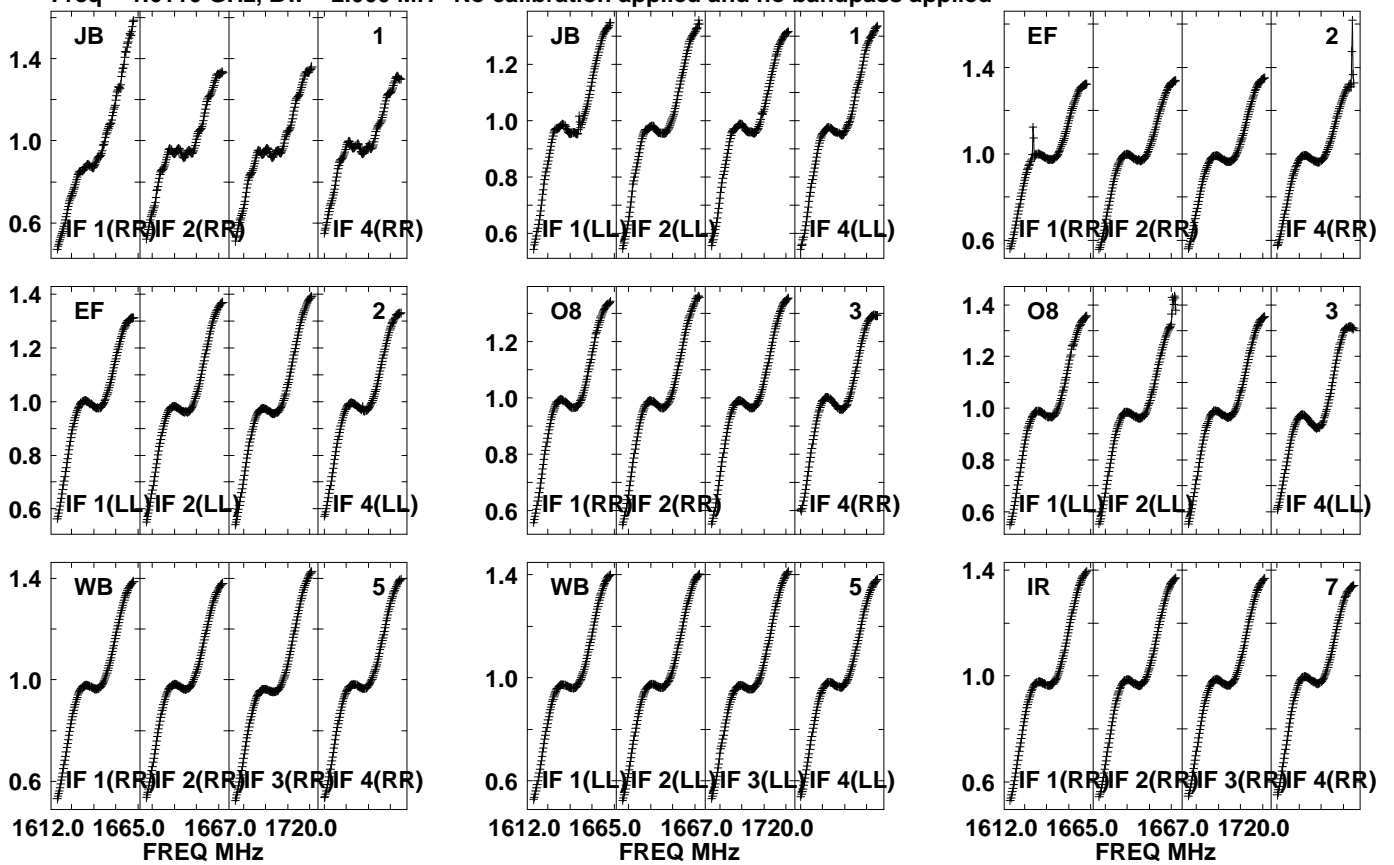 No calibration applied and no bandpass applied
JB 1
1.4
1.0
0.6
IF 1(RR) IF 2(RR) IF 4(RR)
JB 1
1.2
1.0
0.8
0.6
IF 1(LL) IF 2(LL) IF 4(LL)
EF 2
1.4
1.0
0.6
IF 1(RR) IF 2(RR) IF 4(RR)
EF 2
1.4
1.2
1.0
0.8
0.6
IF 1(LL) IF 2(LL) IF 4(LL)
O8 3
1.2
1.0
0.8
0.6
IF 1(RR) IF 2(RR) IF 4(RR)
O8 3
1.4
1.2
1.0
0.8
0.6
IF 1(LL) IF 2(LL) IF 4(LL)
WB 5
1.4
1.0
0.6
IF 1(RR) IF 2(RR) IF 3(RR) IF 4(RR)
1612.0 1665.0 1667.0 1720.0
FREQ MHz
WB 5
1.4
1.0
0.6
IF 1(LL) IF 2(LL) IF 3(LL) IF 4(LL)
1612.0 1665.0 1667.0 1720.0
FREQ MHz
IR 7
1.4
1.0
0.6
IF 1(RR) IF 2(RR) IF 3(RR) IF 4(RR)
1612.0 1665.0 1667.0 1720.0
FREQ MHz